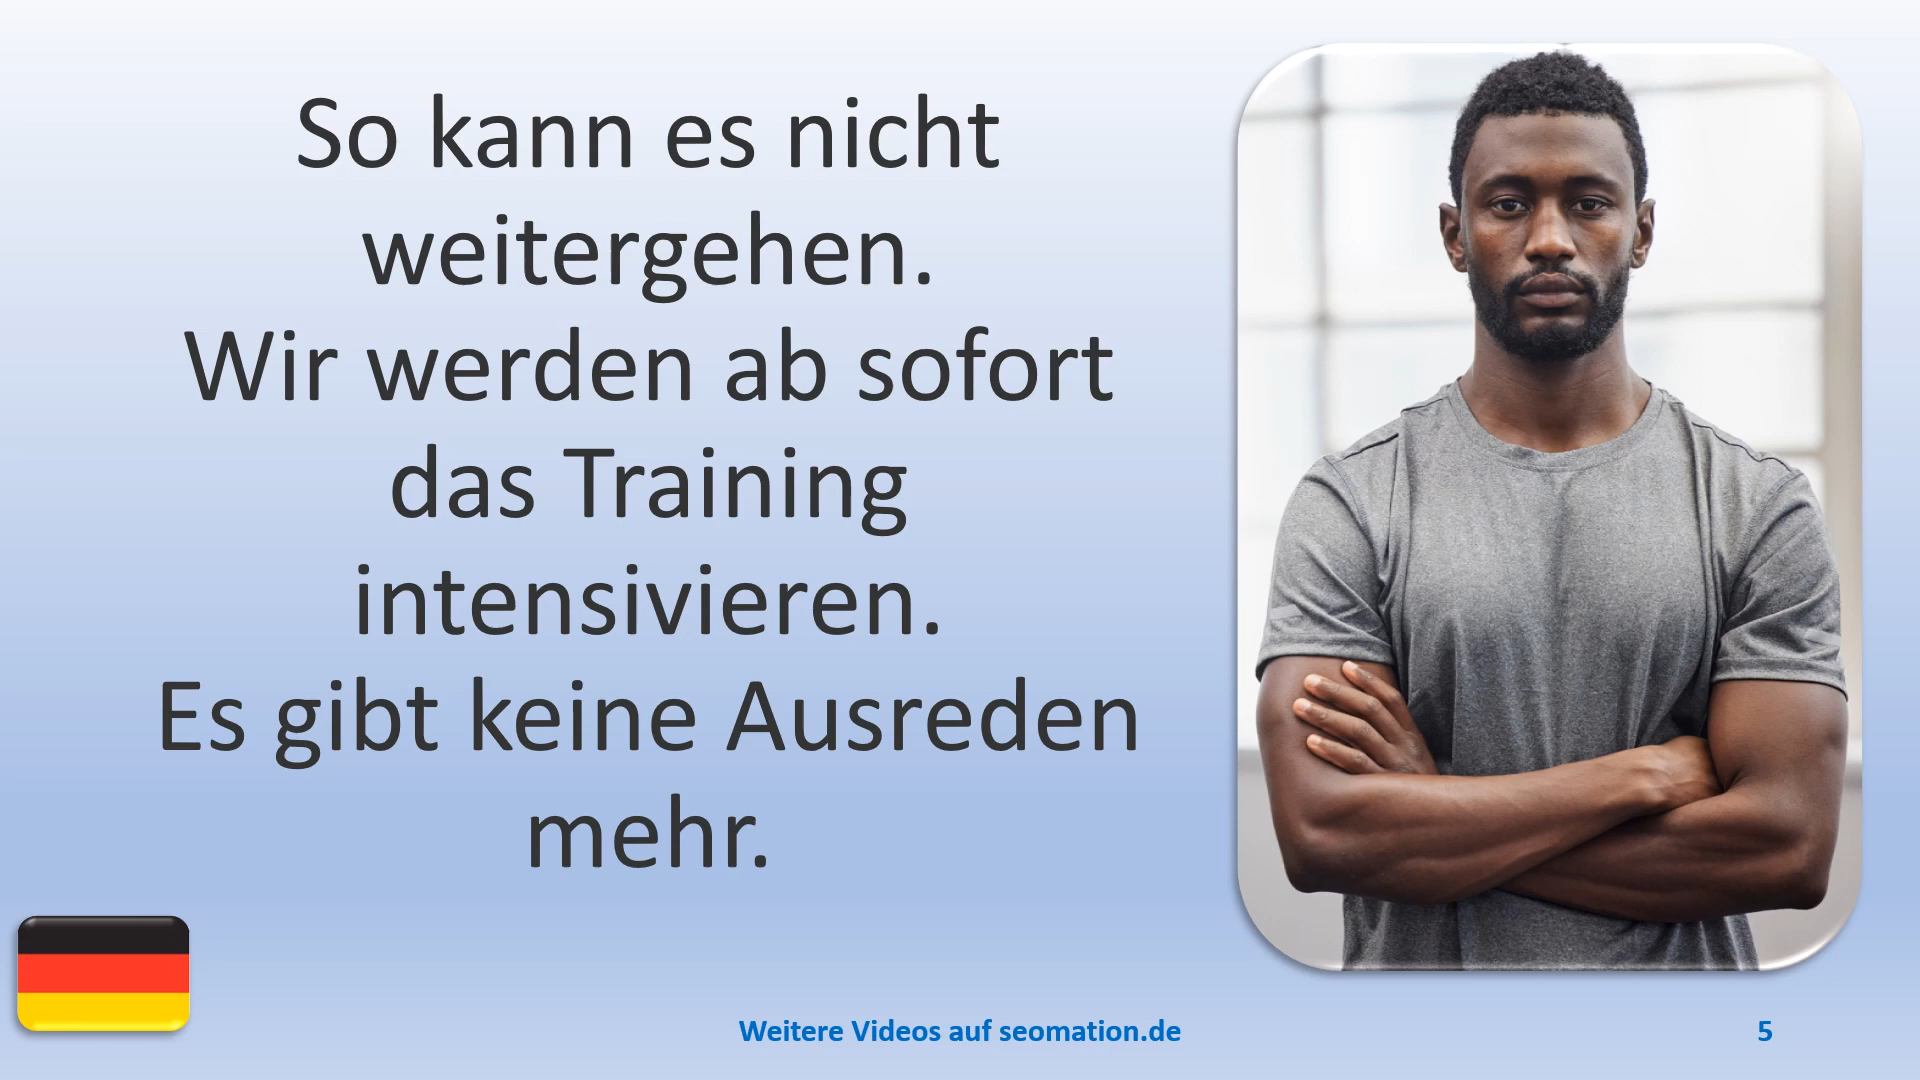 So kann es nicht
weitergehen.
Wir werden ab sofort
das Training
intensivieren.
Es gibt keine Ausreden
mehr.
Weitere Videos auf seomation.de
5